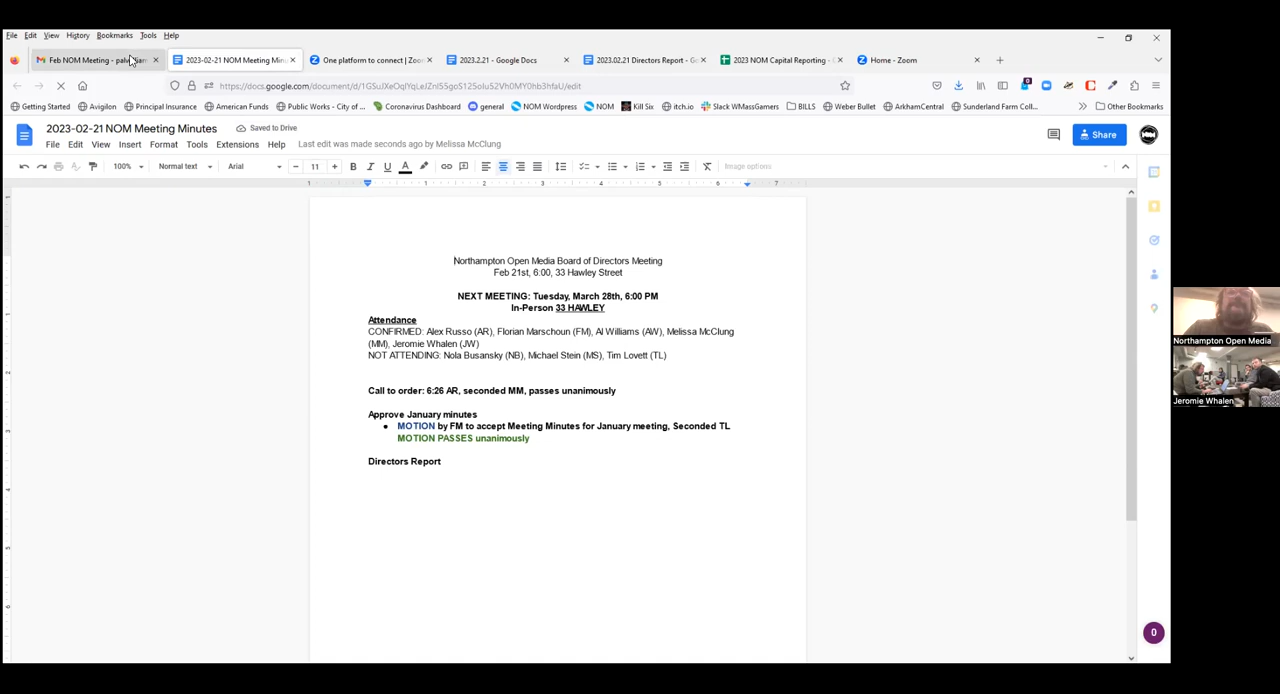 File Edit View History Bookmarks Tools Help
Feb NOM Meeting - 2023-02-21 NOM Meeting One platform to connect | Zoom 2023.2.21 - Google Docs 2023.02.21 Directors Report - Go 2023 NOM Capital Reporting - Home - Zoom
Getting Started Avigilon Principal Insurance American Funds Public Works - City of ... Coronavirus Dashboard general NOM Wordpress NOM Kill Six itch.io Slack WMassGamers BILLS Weber Bullet ArkhamCentral Sunderland Farm Coll... Other Bookmarks
2023-02-21 NOM Meeting Minutes Saved to Drive
File Edit View Insert Format Tools Extensions Help Last edit was made seconds ago by Melissa McClung
Share
100% Normal text Arial 11 B I U A Image options
Northampton Open Media Board of Directors Meeting
Feb 21st, 6:00, 33 Hawley Street
NEXT MEETING: Tuesday, March 28th, 6:00 PM
In-Person 33 HAWLEY
Attendance
CONFIRMED: Alex Russo (AR), Florian Marschoun (FM), Al Williams (AW), Melissa McClung
(MM), Jeromie Whalen (JW)
NOT ATTENDING: Nola Busansky (NB), Michael Stein (MS), Tim Lovett (TL)
Call to order: 6:26 AR, seconded MM, passes unanimously
Approve January minutes
● MOTION by FM to accept Meeting Minutes for January meeting, Seconded TL
MOTION PASSES unanimously
Directors Report
Northampton Open Media
Jeromie Whalen
0